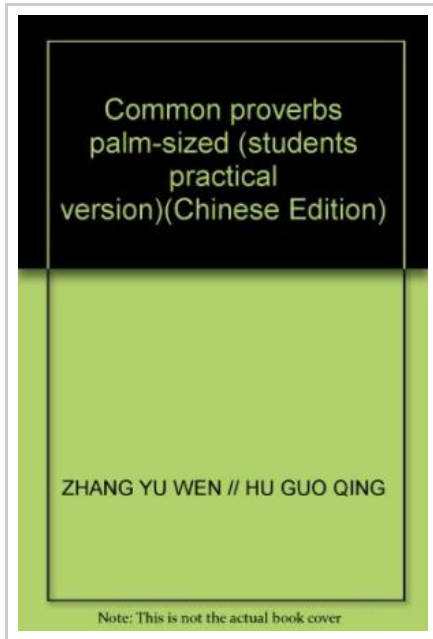 Common proverbs
palm-sized (students
practical
version)(Chinese Edition)
ZHANG YU WEN // HU GUO QING
Note: This is not the actual book cover